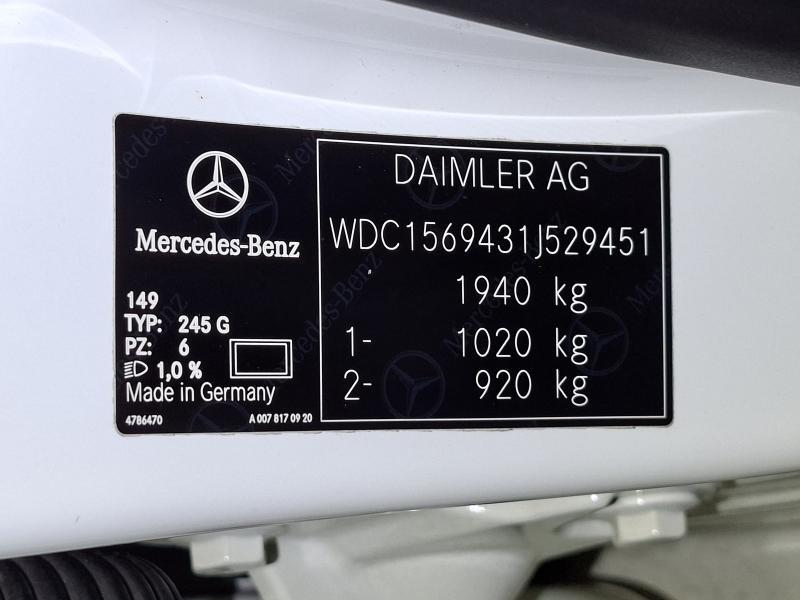 Mercedes-Benz
149
TYP: 245 G
PZ: 6
1,0 %
Made in Germany
4786470 A 007 817 09 20
DAIMLER AG
WDC1569431J529451
1940 kg
1- 1020 kg
2- 920 kg